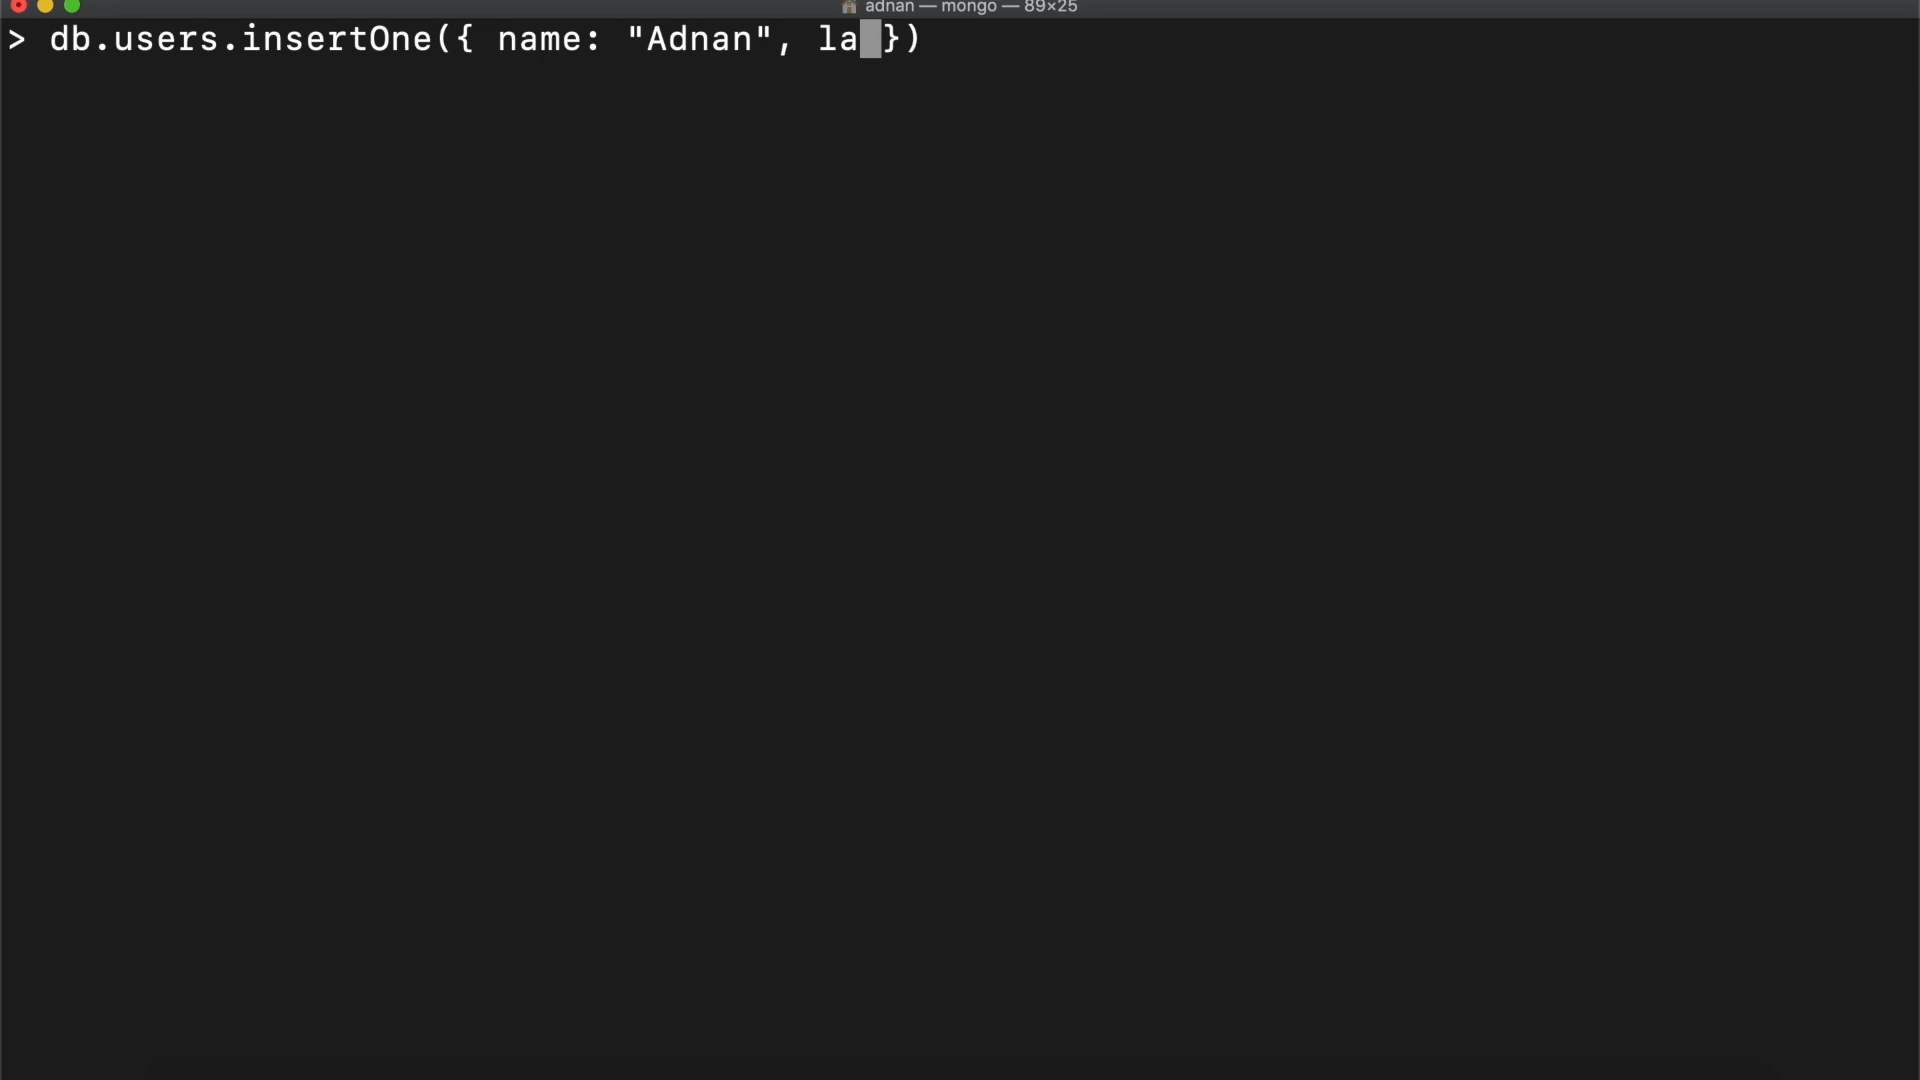 adnan — mongo — 89×25
> db.users.insertOne({ name: "Adnan", la })